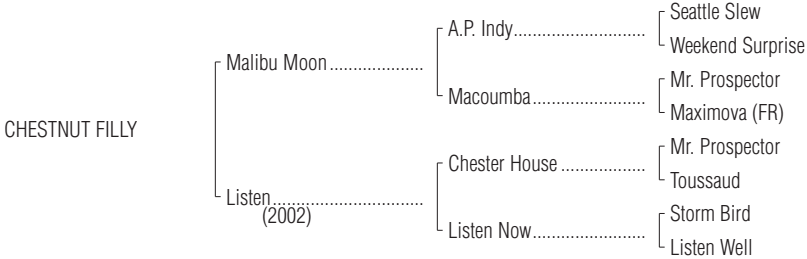 Seattle Slew
A.P. Indy..............................
Weekend Surprise
Malibu Moon .....................
Mr. Prospector
Macoumba..........................
Maximova (FR)
CHESTNUT FILLY
Mr. Prospector
Chester House ...................
Toussaud
Listen..................................
(2002)
Storm Bird
Listen Now..........................
Listen Well